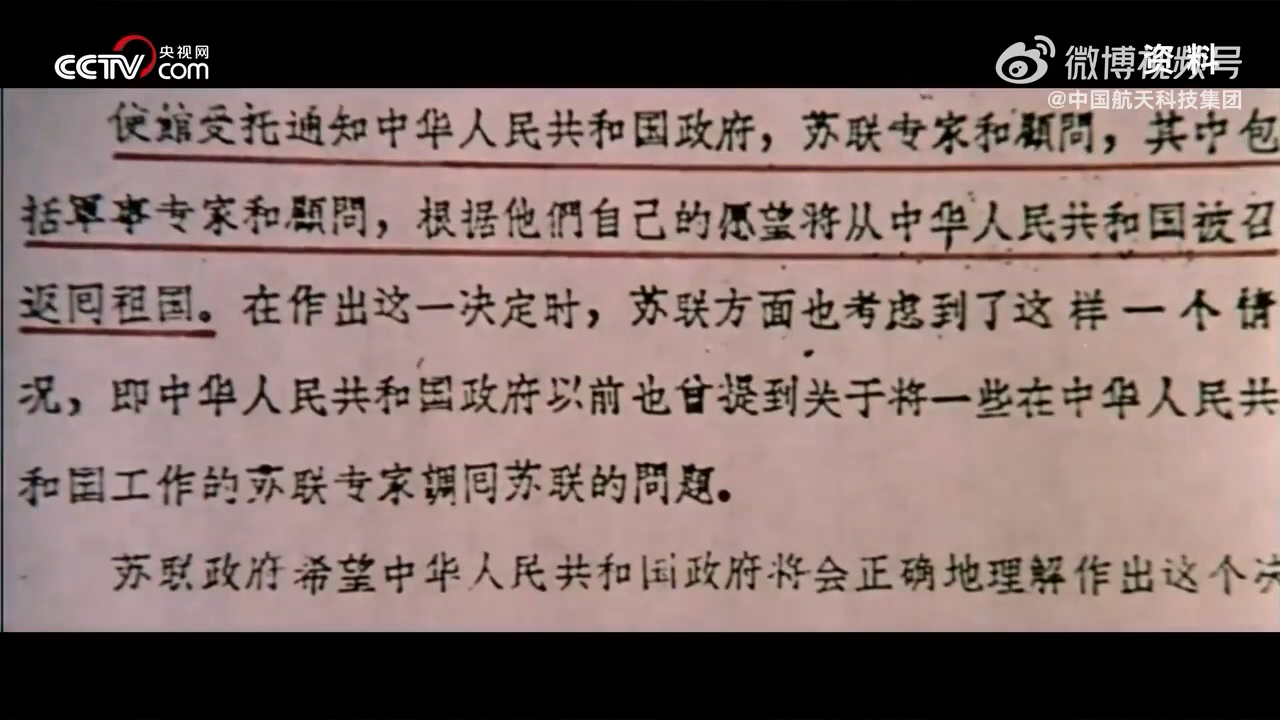 CCTV 央视网
com
微博视频号
资料
@中国航天科技集团
使館受托通知中华人民共和国政府，苏联专家和顧問，其中包
括軍事专家和顧問，根据他們自己的愿望将从中华人民共和国被召
返回祖国。在作出这一决定时，苏联方面也考虑到了这样一个情
况，即中华人民共和国政府以前也曾提到关于将一些在中华人民共
和国工作的苏联专家調回苏联的問題。
苏联政府希望中华人民共和国政府将会正确地理解作出这个决